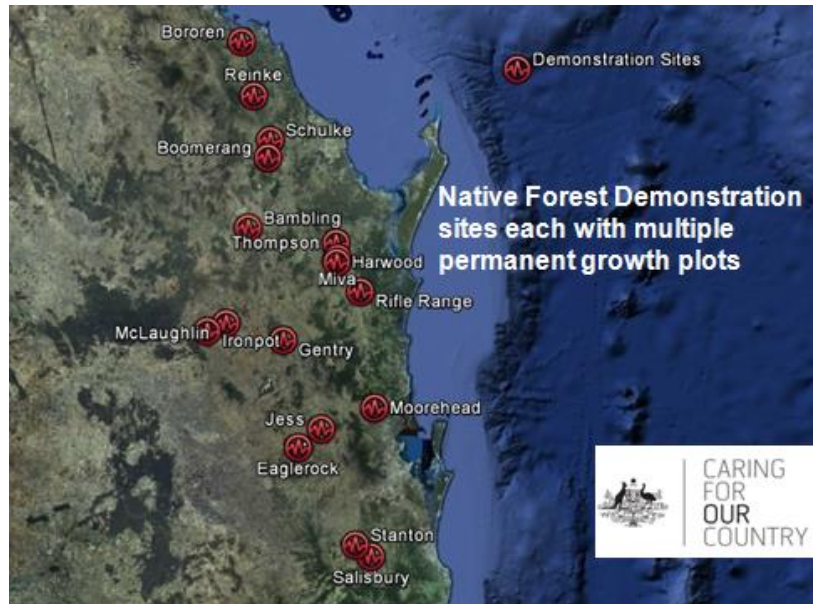 Bororen
Demonstration Sites
Reinke
Schulke
Boomerang
Native Forest Demonstration
sites each with multiple
permanent growth plots
Bambling
Thompson
Harwood
Miva
Rifle Range
McLaughlin
Ironpot
Gentry
Moorehead
Jess
Eaglerock
CARING
FOR
OUR
COUNTRY
Stanton
Salisbury